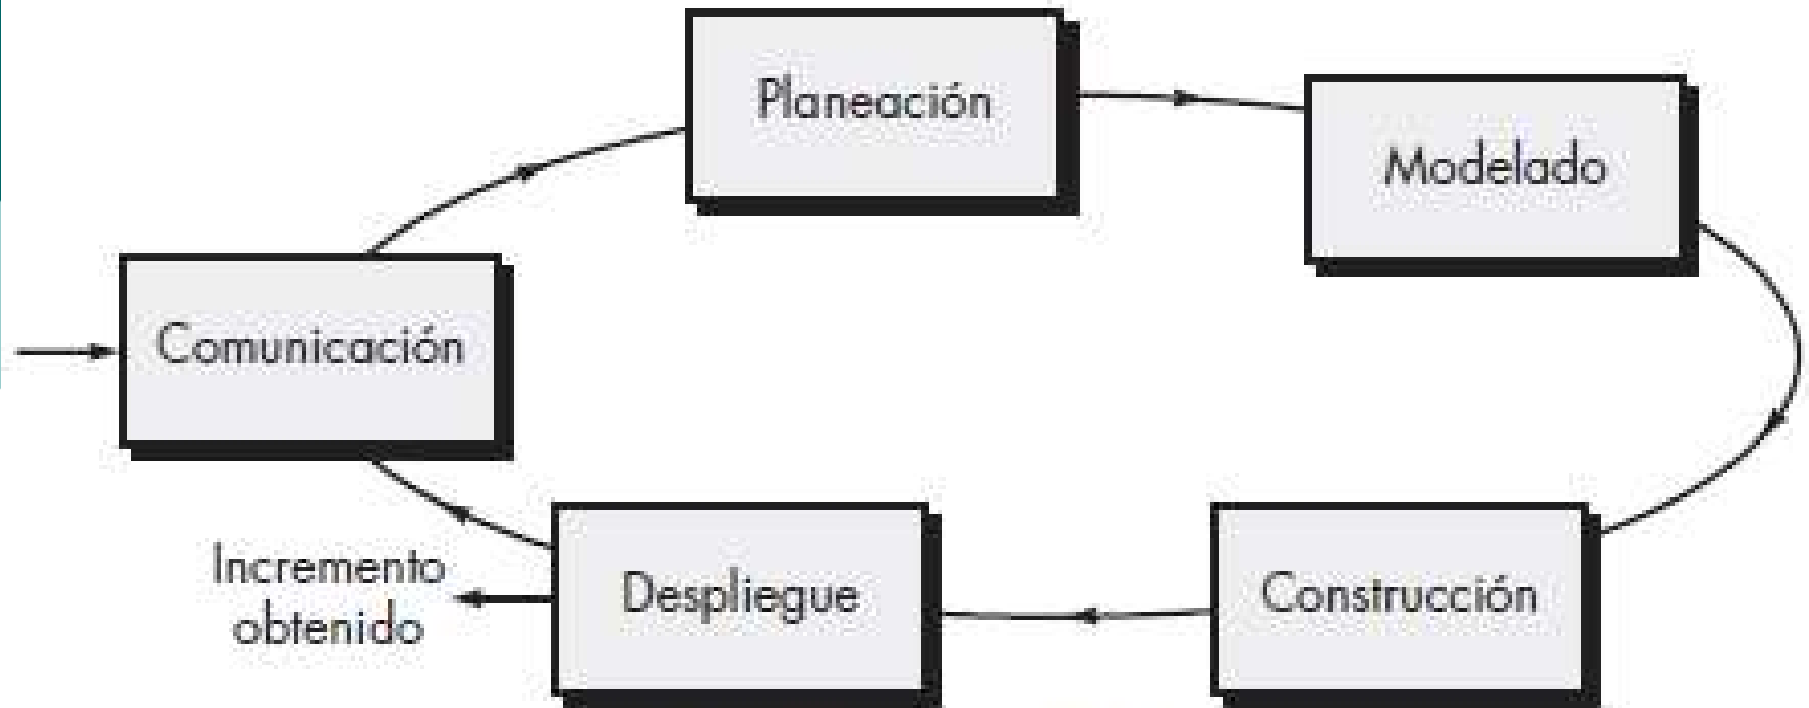 Planeación
Modelado
Comunicación
Incremento
obtenido
Despliegue
Construcción